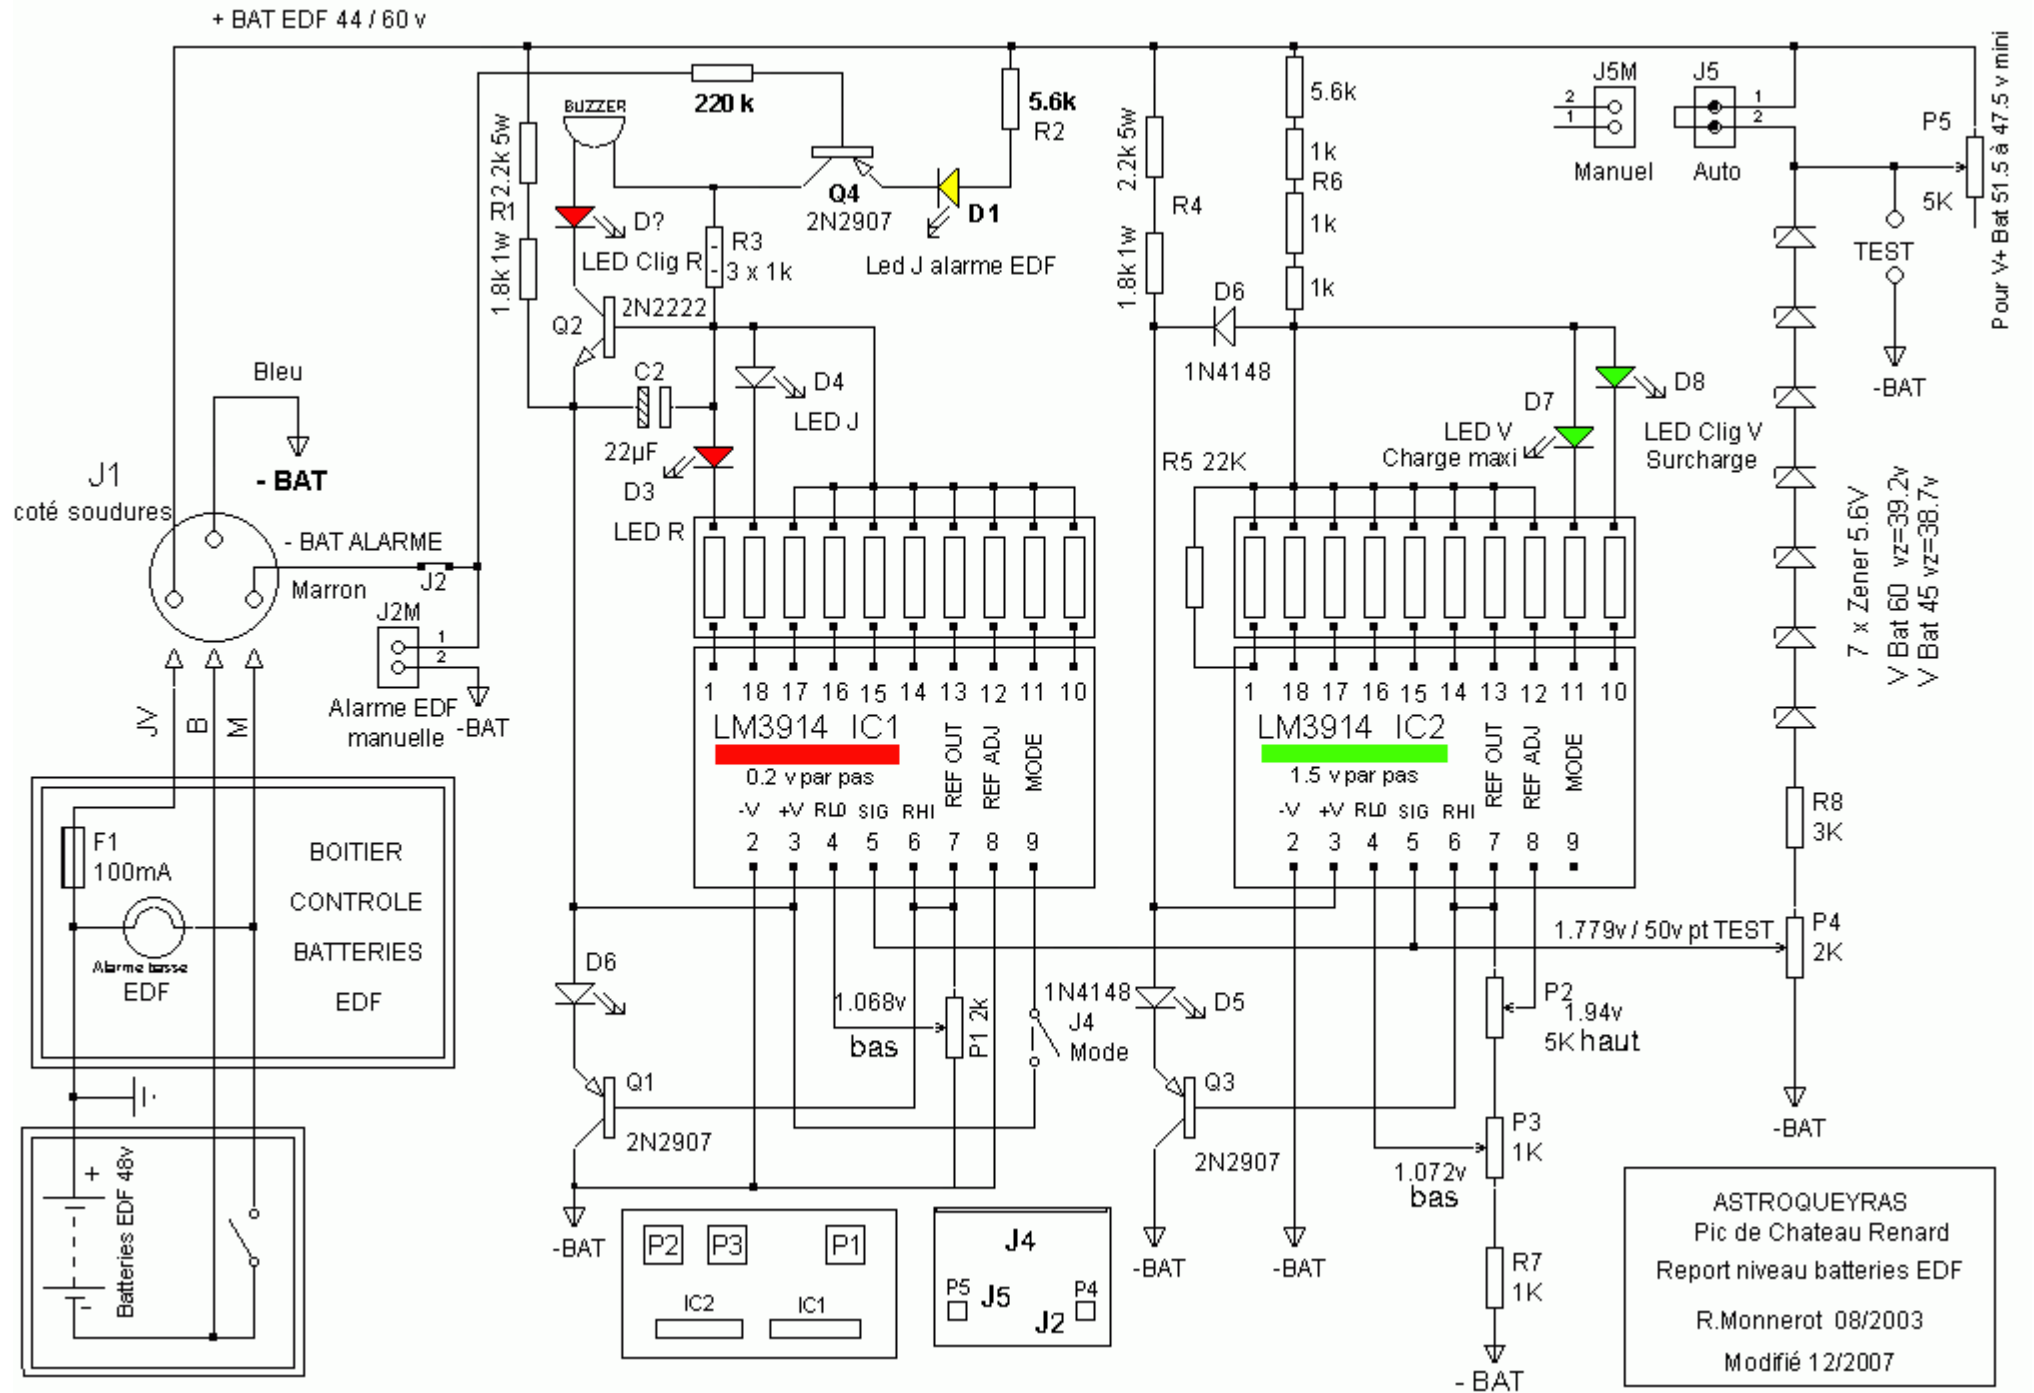 + BAT EDF 44 / 60 v
220 k
BUZZER
5.6k
R2
2.2k 5w
R1
1.8k 1w
D?
LED Clig R
Q4
2N2907
D1
Led J alarme EDF
R3
3 x 1k
2N2222
Q2
C2
22µF
D4
LED J
D3
LED R
2.2k 5w
R4
1.8k 1w
5.6k
1k
R6
1k
1k
D6
1N4148
D7
LED V
Charge maxi
D8
LED Clig V
Surcharge
R5 22K
J5M
2
1
Manuel
J5
1
2
Auto
P5
5K
Pour V+ Bat 51.5 à 47.5 v mini
TEST
-BAT
7 x Zener 5.6V
V Bat 60 vz=39.2v
V Bat 45 vz=38.7v
Bleu
- BAT
J1
coté soudures
- BAT ALARME
J2
Marron
J2M
1
2
Alarme EDF
manuelle
-BAT
JV
B
M
F1
100mA
Alarme basse
EDF
BOITIER
CONTROLE
BATTERIES
EDF
+
-
Batteries EDF 48v
1 18 17 16 15 14 13 12 11 10
LM3914 IC1
0.2 v par pas
REF OUT
REF ADJ
MODE
-V +V RL0 SIG RHI
2 3 4 5 6 7 8 9
1 18 17 16 15 14 13 12 11 10
LM3914 IC2
1.5 v par pas
REF OUT
REF ADJ
MODE
-V +V RL0 SIG RHI
2 3 4 5 6 7 8 9
R8
3K
1.779v / 50v pt TEST
P4
2K
-BAT
D6
1.068v
bas
P1 2k
1N4148
J4
Mode
D5
P2
1.94v
5K haut
Q1
2N2907
Q3
2N2907
P3
1K
1.072v
bas
R7
1K
- BAT
-BAT
-BAT
-BAT
P2
P3
P1
IC2
IC1
J4
P5
J5
P4
J2
ASTROQUEYRAS
Pic de Chateau Renard
Report niveau batteries EDF
R.Monnerot 08/2003
Modifié 12/2007